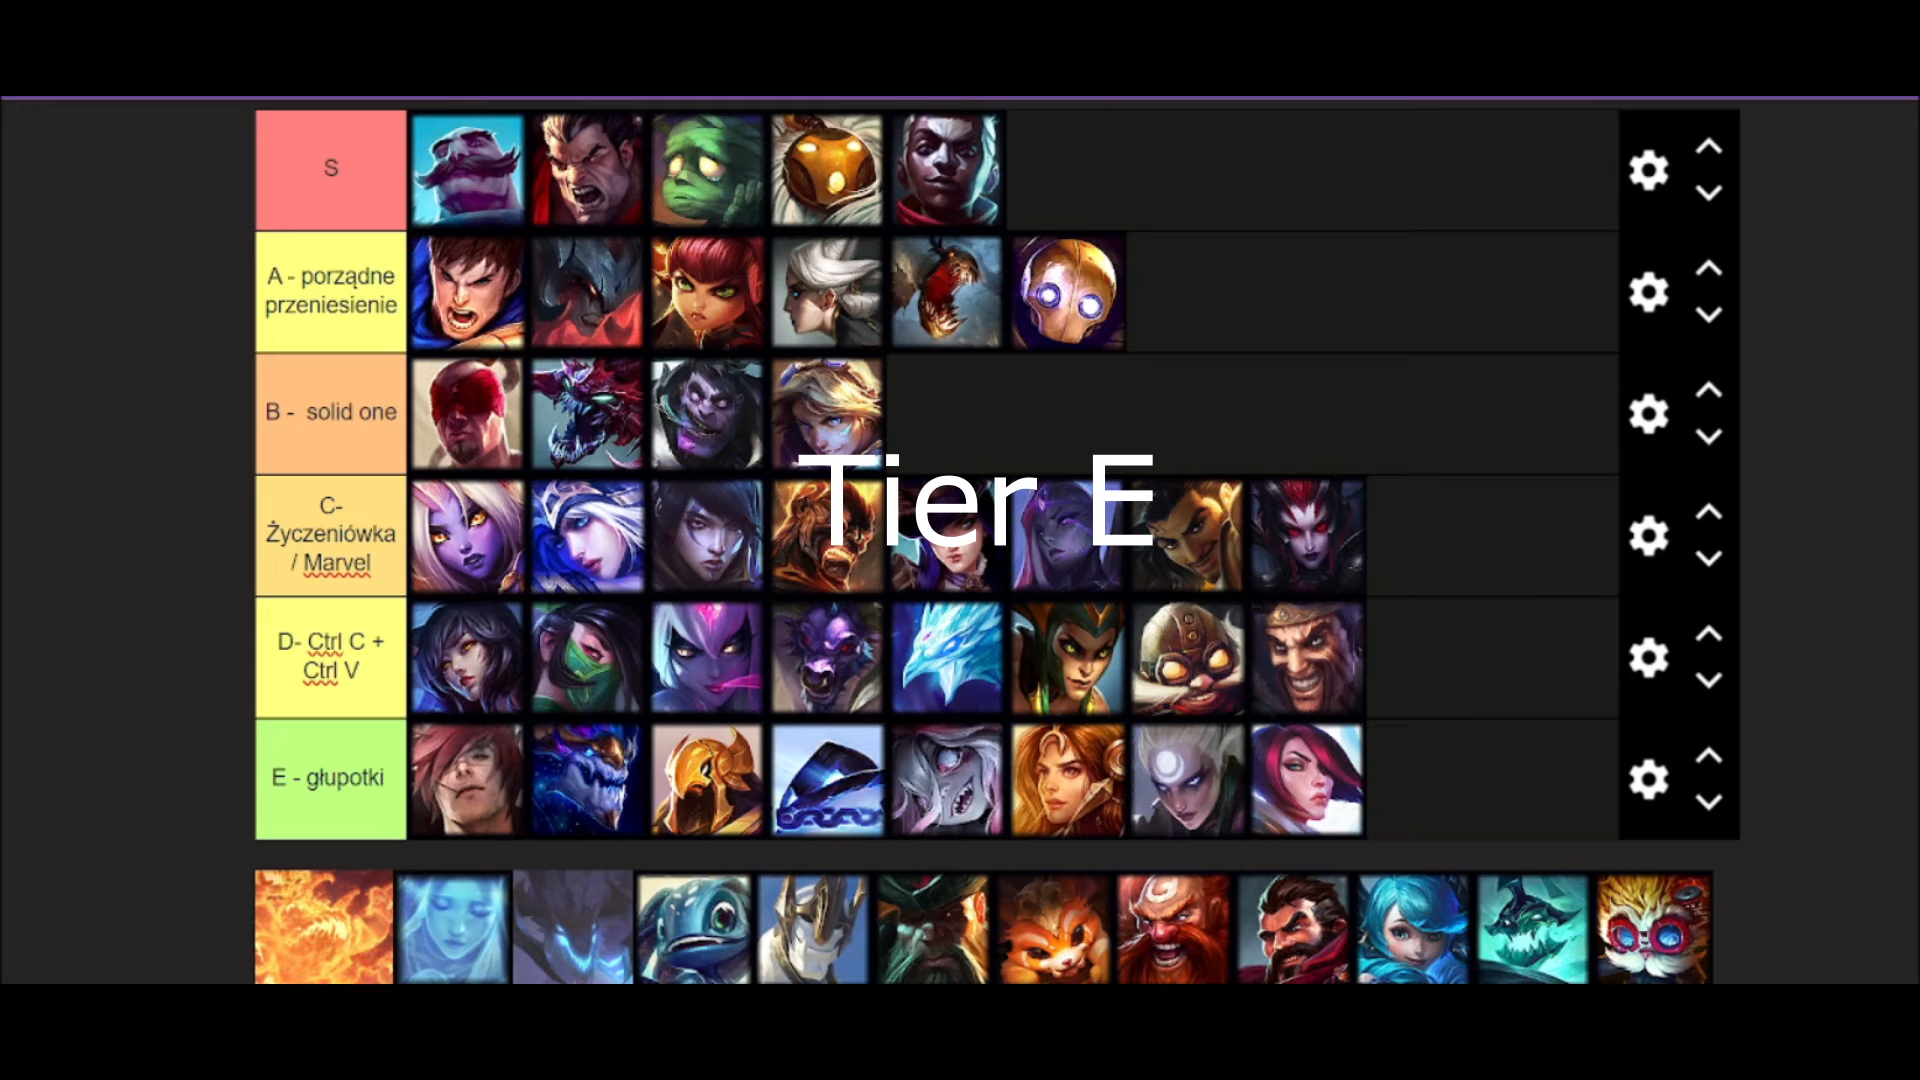 S
A - porządne
przeniesienie
B - solid one
Tier E
C-
Życzeniówka
/ Marvel
D- Ctrl C +
Ctrl V
E - głupotki